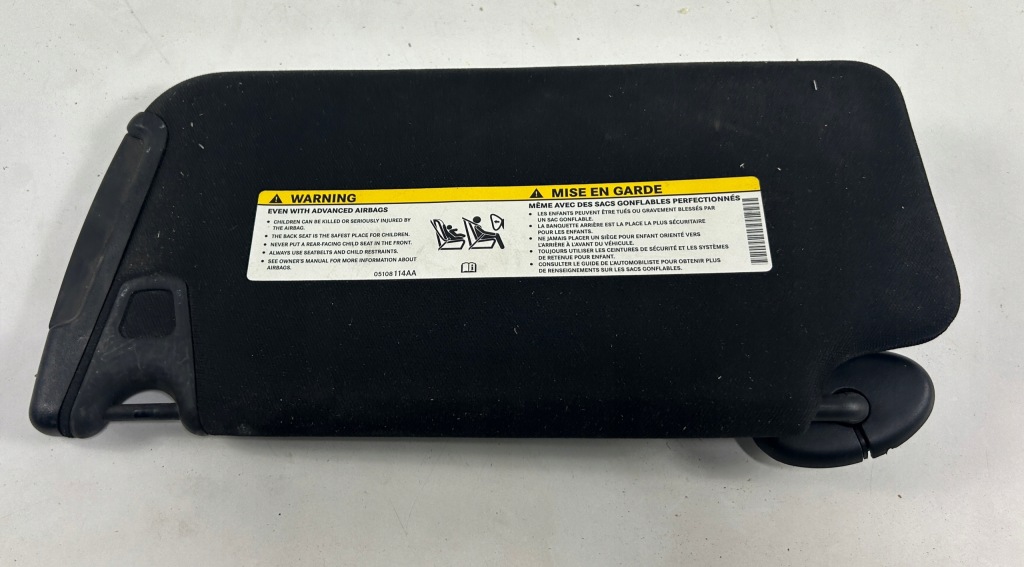 WARNING
EVEN WITH ADVANCED AIRBAGS
• CHILDREN CAN BE KILLED OR SERIOUSLY INJURED BY
THE AIRBAG.
• THE BACK SEAT IS THE SAFEST PLACE FOR CHILDREN.
• NEVER PUT A REAR-FACING CHILD SEAT IN THE FRONT.
• ALWAYS USE SEATBELTS AND CHILD RESTRAINTS.
• SEE OWNER'S MANUAL FOR MORE INFORMATION ABOUT
AIRBAGS.
05108114AA
MISE EN GARDE
MÊME AVEC DES SACS GONFLABLES PERFECTIONNÉS
• LES ENFANTS PEUVENT ÊTRE TUÉS OU GRAVEMENT BLESSÉS PAR
UN SAC GONFLABLE.
• LA BANQUETTE ARRIÈRE EST LA PLACE LA PLUS SÉCURITAIRE
POUR LES ENFANTS.
• NE JAMAIS PLACER UN SIÈGE POUR ENFANT ORIENTÉ VERS
L'ARRIÈRE À L'AVANT DU VÉHICULE.
• TOUJOURS UTILISER LES CEINTURES DE SÉCURITÉ ET LES SYSTÈMES
DE RETENUE POUR ENFANT.
• CONSULTER LE GUIDE DE L'AUTOMOBILISTE POUR OBTENIR PLUS
DE RENSEIGNEMENTS SUR LES SACS GONFLABLES.